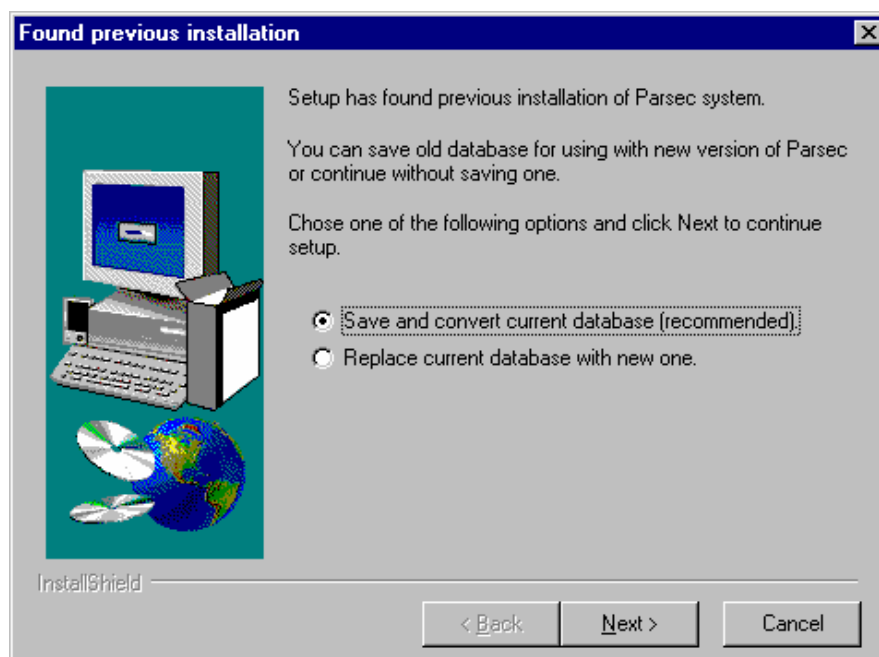 Found previous installation
Setup has found previous installation of Parsec system.
You can save old database for using with new version of Parsec
or continue without saving one.
Chose one of the following options and click Next to continue
setup.
Save and convert current database (recommended).
Replace current database with new one.
InstallShield
< Back
Next >
Cancel